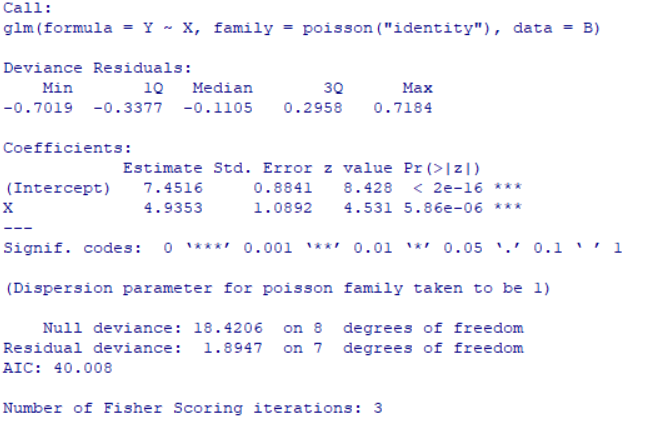 Call:
glm(formula = Y ~ X, family = poisson("identity"), data = B)
Deviance Residuals:
Min 1Q Median 3Q Max
-0.7019 -0.3377 -0.1105 0.2958 0.7184
Coefficients:
Estimate Std. Error z value Pr(>|z|)
(Intercept) 7.4516 0.8841 8.428 < 2e-16 ***
X 4.9353 1.0892 4.531 5.86e-06 ***
---
Signif. codes: 0 ‘***’ 0.001 ‘**’ 0.01 ‘*’ 0.05 ‘.’ 0.1 ‘ ’ 1
(Dispersion parameter for poisson family taken to be 1)
Null deviance: 18.4206 on 8 degrees of freedom
Residual deviance: 1.8947 on 7 degrees of freedom
AIC: 40.008
Number of Fisher Scoring iterations: 3